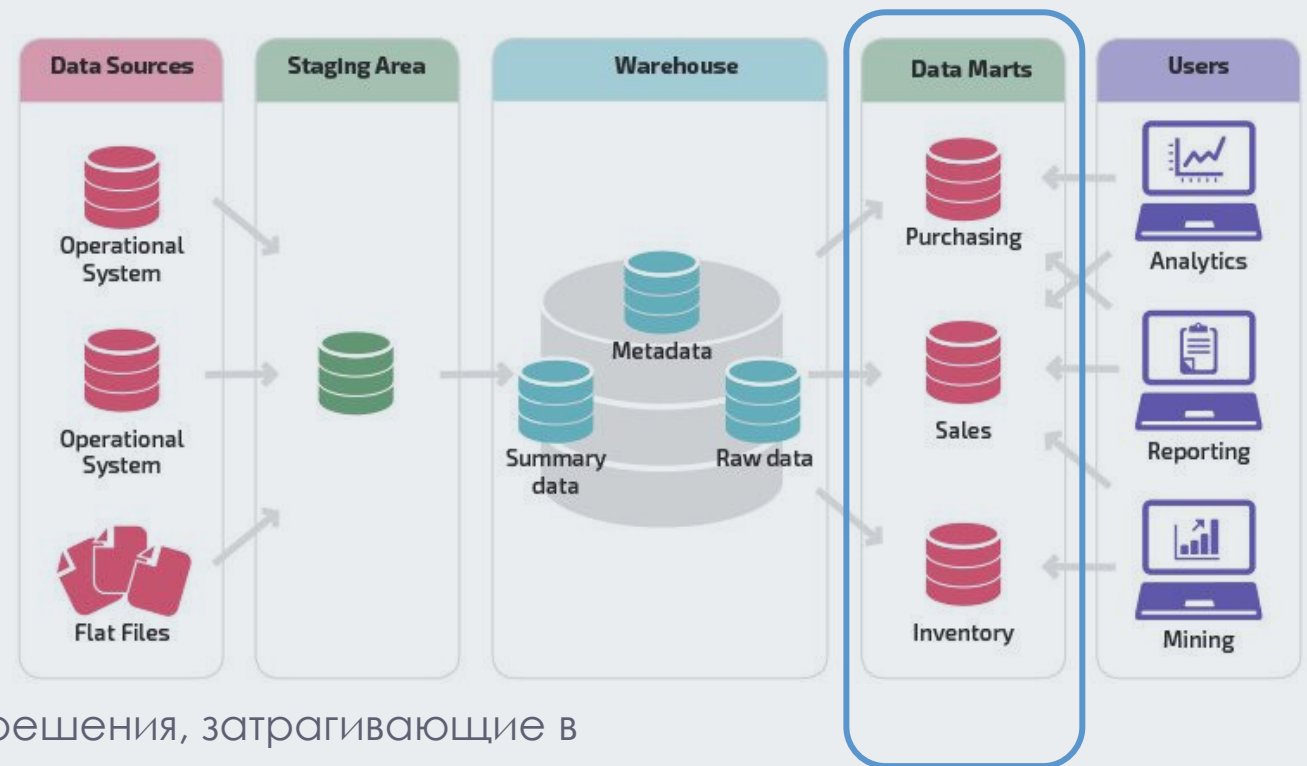 Data Sources
Staging Area
Warehouse
Data Marts
Users
Operational
System
Operational
System
Flat Files
Metadata
Summary
data
Raw data
Purchasing
Sales
Inventory
Analytics
Reporting
Mining
решения, затрагивающие в